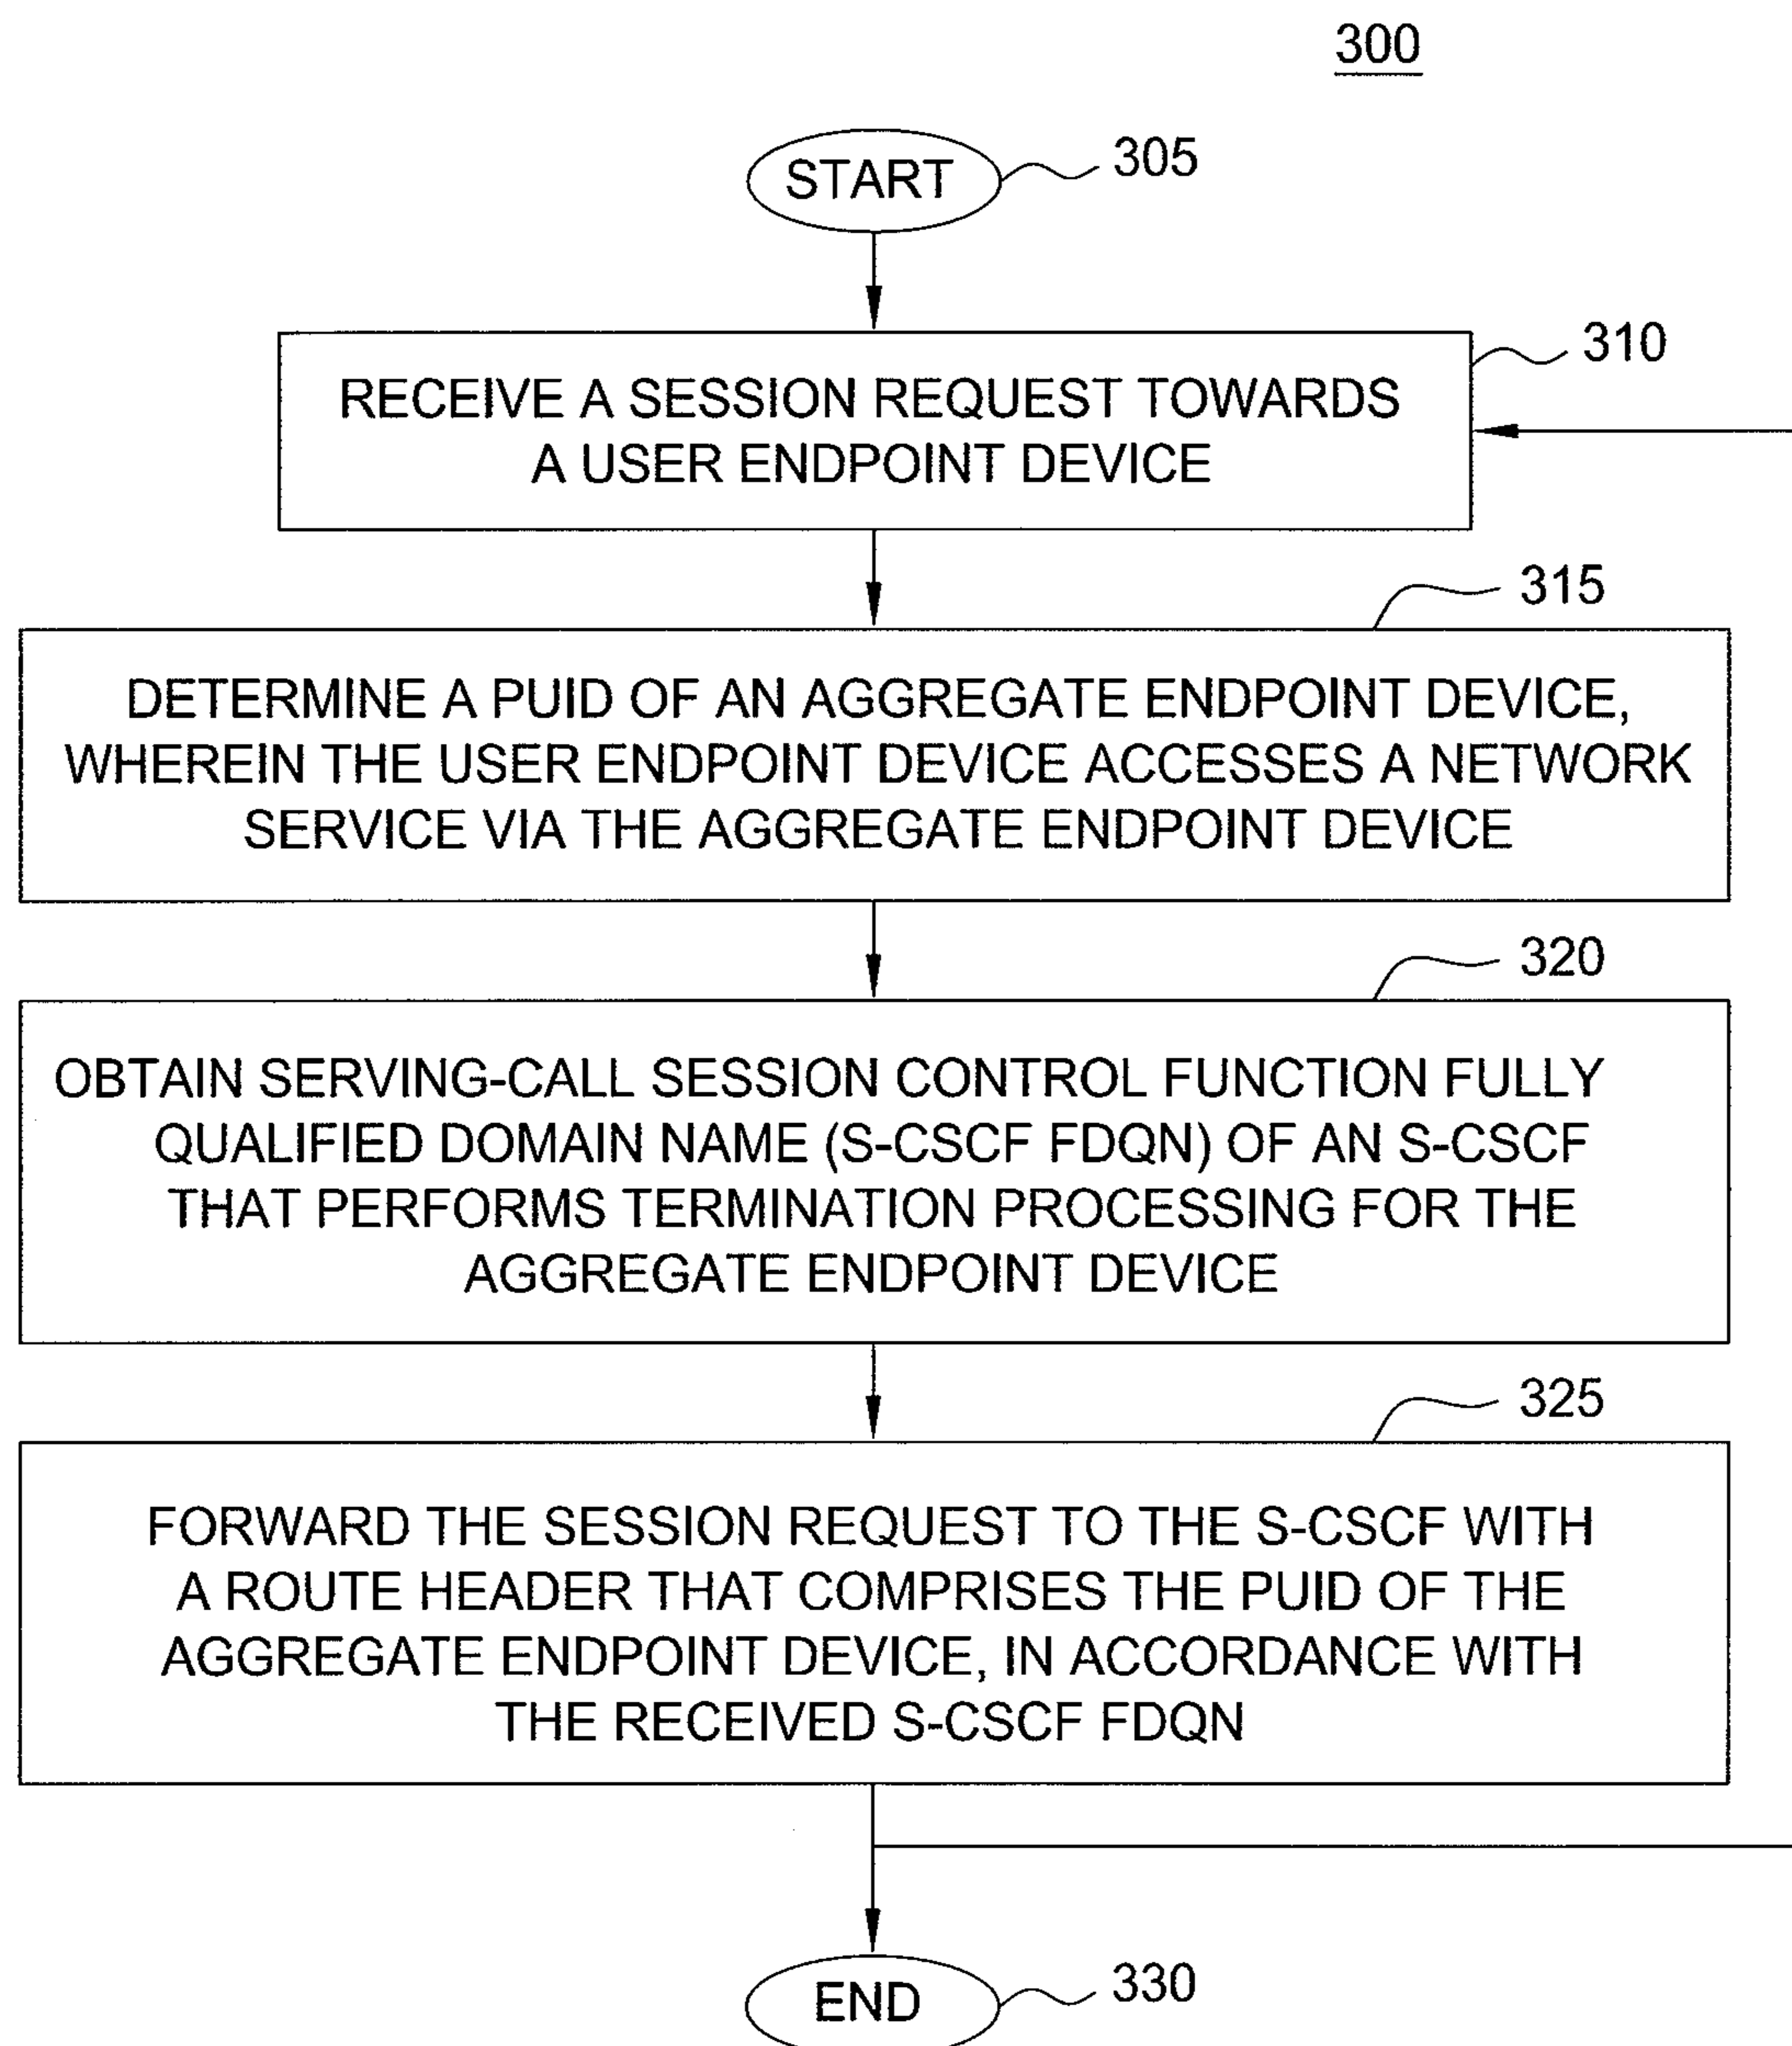 300
START
305
310
RECEIVE A SESSION REQUEST TOWARDS
A USER ENDPOINT DEVICE
315
DETERMINE A PUID OF AN AGGREGATE ENDPOINT DEVICE,
WHEREIN THE USER ENDPOINT DEVICE ACCESSES A NETWORK
SERVICE VIA THE AGGREGATE ENDPOINT DEVICE
320
OBTAIN SERVING-CALL SESSION CONTROL FUNCTION FULLY
QUALIFIED DOMAIN NAME (S-CSCF FDQN) OF AN S-CSCF
THAT PERFORMS TERMINATION PROCESSING FOR THE
AGGREGATE ENDPOINT DEVICE
325
FORWARD THE SESSION REQUEST TO THE S-CSCF WITH
A ROUTE HEADER THAT COMPRISES THE PUID OF THE
AGGREGATE ENDPOINT DEVICE, IN ACCORDANCE WITH
THE RECEIVED S-CSCF FDQN
END
330